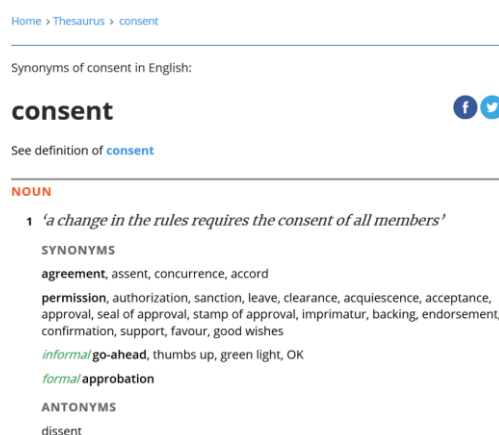 Home › Thesaurus › consent
Synonyms of consent in English:
consent
See definition of consent
NOUN
1 ‘a change in the rules requires the consent of all members’
SYNONYMS
agreement, assent, concurrence, accord
permission, authorization, sanction, leave, clearance, acquiescence, acceptance,
approval, seal of approval, stamp of approval, imprimatur, backing, endorsement,
confirmation, support, favour, good wishes
informal go-ahead, thumbs up, green light, OK
formal approbation
ANTONYMS
dissent